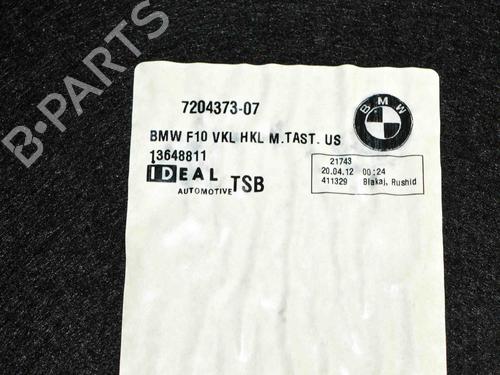 B-PARTS
7204373-07
BMW
BMW F10 VKL HKL M.TAST. US
13648811
IDEAL
AUTOMOTIVE TSB
21743
20.04.12 00:24
411329 Blakaj, Rushid